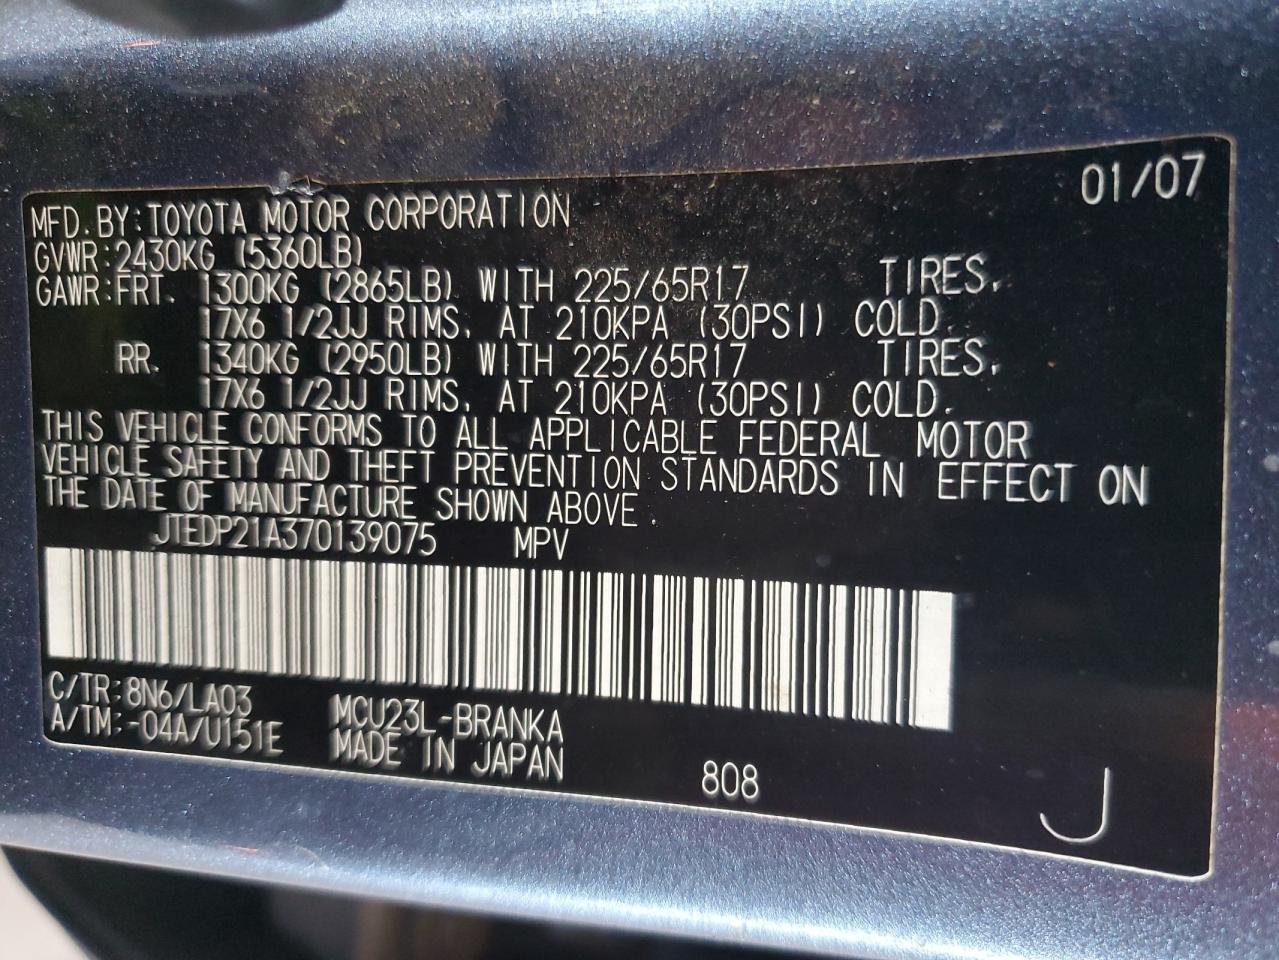 01/07
MFD. BY: TOYOTA MOTOR CORPORATION
GVWR: 2430KG (5360LB)
GAWR: FRT. 1300KG (2865LB) WITH 225/65R17 TIRES,
17X6 1/2JJ RIMS, AT 210KPA (30PSI) COLD.
RR. 1340KG (2950LB) WITH 225/65R17 TIRES,
17X6 1/2JJ RIMS, AT 210KPA (30PSI) COLD.
THIS VEHICLE CONFORMS TO ALL APPLICABLE FEDERAL MOTOR
VEHICLE SAFETY AND THEFT PREVENTION STANDARDS IN EFFECT ON
THE DATE OF MANUFACTURE SHOWN ABOVE.
JTEDP21A370139075 MPV
C/TR: 8N6/LA03 MCU23L-BRANKA
A/TM: -04A/U151E MADE IN JAPAN
808
J